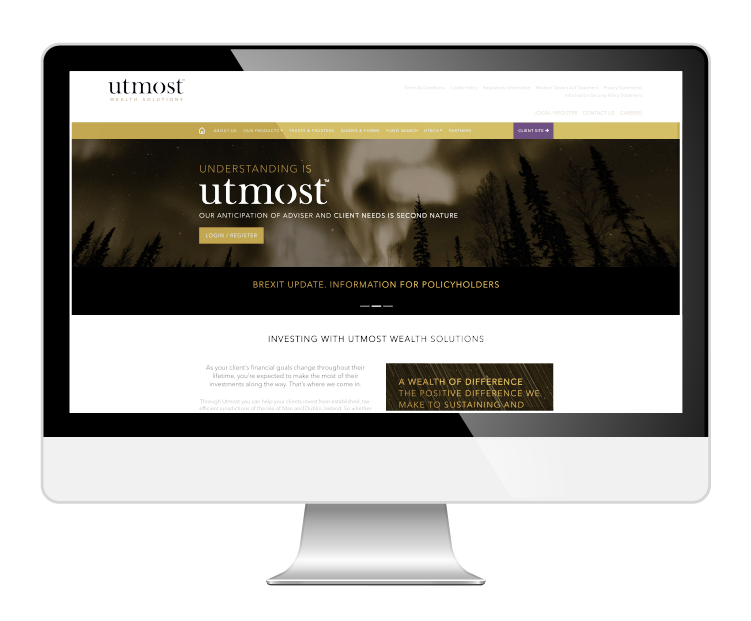 utmost™
WEALTH SOLUTIONS
Terms & Conditions Cookie Policy Regulatory Information Modern Slavery Act Statement Privacy Statements
Information Security Policy Statement
LOGIN / REGISTER CONTACT US CAREERS
ABOUT US OUR PRODUCTS TRUSTS & TRUSTEES GUIDES & FORMS FUND SEARCH UTECH PARTNERS CLIENT SITE
UNDERSTANDING IS
utmost™
OUR ANTICIPATION OF ADVISER AND CLIENT NEEDS IS SECOND NATURE
LOGIN / REGISTER
BREXIT UPDATE. INFORMATION FOR POLICYHOLDERS
INVESTING WITH UTMOST WEALTH SOLUTIONS
As your client's financial goals change throughout their
lifetime, you're expected to make the most of their
investments along the way. That's where we come in.
Through Utmost you can help your clients invest from established, tax
efficient jurisdictions of the Isle of Man and Dublin, Ireland. So whether
A WEALTH OF DIFFERENCE
THE POSITIVE DIFFERENCE WE
MAKE TO SUSTAINING AND